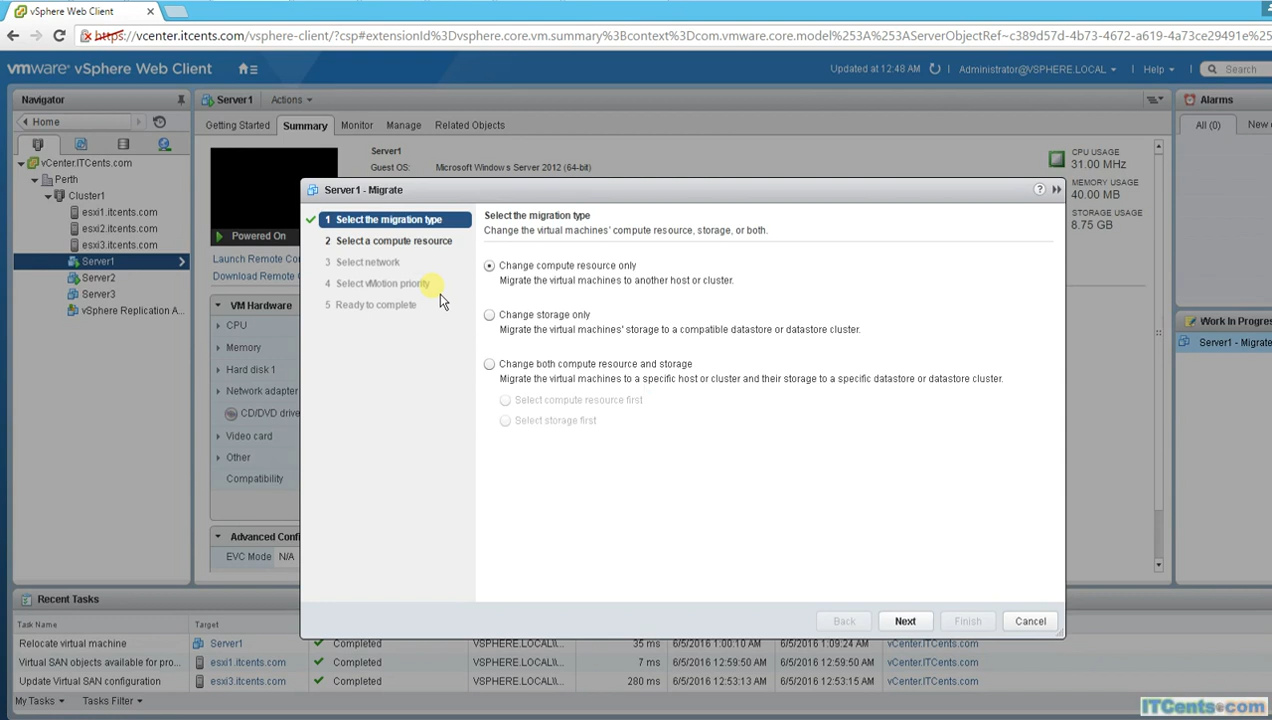 vSphere Web Client
https://vcenter.itcents.com/vsphere-client/?csp#extensionId%3Dvsphere.core.vm.summary%3Bcontext%3Dcom.vmware.core.model%253A%253AServerObjectRef~c389d57d-4b73-4672-a619-4a73ce29491e%25
vmware® vSphere Web Client
Updated at 12:48 AM
Administrator@VSPHERE.LOCAL
Help
Search
Navigator
Home
vCenter.ITCents.com
Perth
Cluster1
esxi1.itcents.com
esxi2.itcents.com
esxi3.itcents.com
Server1
Server2
Server3
vSphere Replication A...
Server1 Actions
Getting Started Summary Monitor Manage Related Objects
Server1
Guest OS: Microsoft Windows Server 2012 (64-bit)
Powered On
Launch Remote Co
Download Remote
VM Hardware
CPU
Memory
Hard disk 1
Network adapter
CD/DVD drive
Video card
Other
Compatibility
Advanced Confi
EVC Mode N/A
CPU USAGE
31.00 MHz
MEMORY USAGE
40.00 MB
STORAGE USAGE
8.75 GB
Alarms
All (0) New
Work In Progres
Server1 - Migrate
Server1 - Migrate
1 Select the migration type
2 Select a compute resource
3 Select network
4 Select vMotion priority
5 Ready to complete
Select the migration type
Change the virtual machines' compute resource, storage, or both.
Change compute resource only
Migrate the virtual machines to another host or cluster.
Change storage only
Migrate the virtual machines' storage to a compatible datastore or datastore cluster.
Change both compute resource and storage
Migrate the virtual machines to a specific host or cluster and their storage to a specific datastore or datastore cluster.
Select compute resource first
Select storage first
Back Next Finish Cancel
Recent Tasks
Task Name Target
Relocate virtual machine Server1 Completed VSPHERE.LOCAL\... 35 ms 6/5/2016 1:00:10 AM 6/5/2016 1:09:24 AM vCenter.ITCents.com
Virtual SAN objects available for pro... esxi1.itcents.com Completed VSPHERE.LOCAL\... 7 ms 6/5/2016 12:59:50 AM 6/5/2016 12:59:50 AM vCenter.ITCents.com
Update Virtual SAN configuration esxi3.itcents.com Completed VSPHERE.LOCAL\... 280 ms 6/5/2016 12:53:13 AM 6/5/2016 12:53:15 AM vCenter.ITCents.com
My Tasks Tasks Filter
ITCents.com